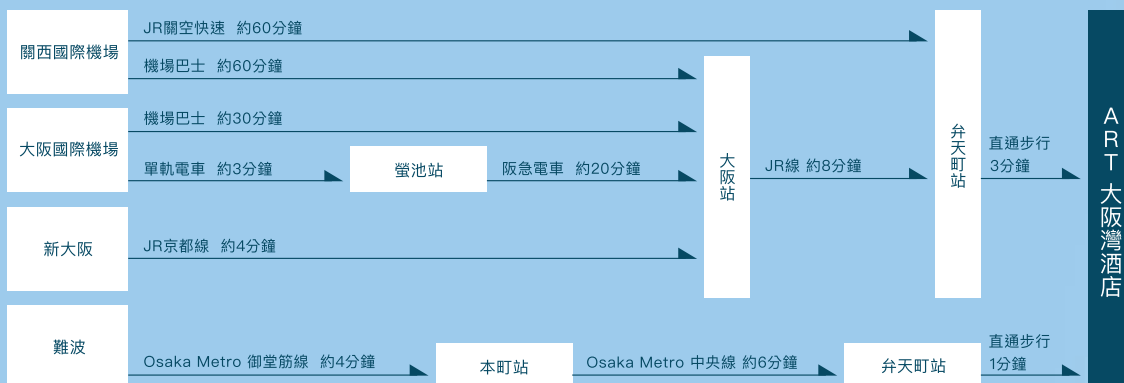 關西國際機場
JR關空快速 約60分鐘
機場巴士 約60分鐘
大阪國際機場
機場巴士 約30分鐘
單軌電車 約3分鐘
螢池站
阪急電車 約20分鐘
新大阪
JR京都線 約4分鐘
大阪站
JR線 約8分鐘
弁天町站
直通步行
3分鐘
難波
Osaka Metro 御堂筋線 約4分鐘
本町站
Osaka Metro 中央線 約6分鐘
弁天町站
直通步行
1分鐘
ART 大阪灣酒店